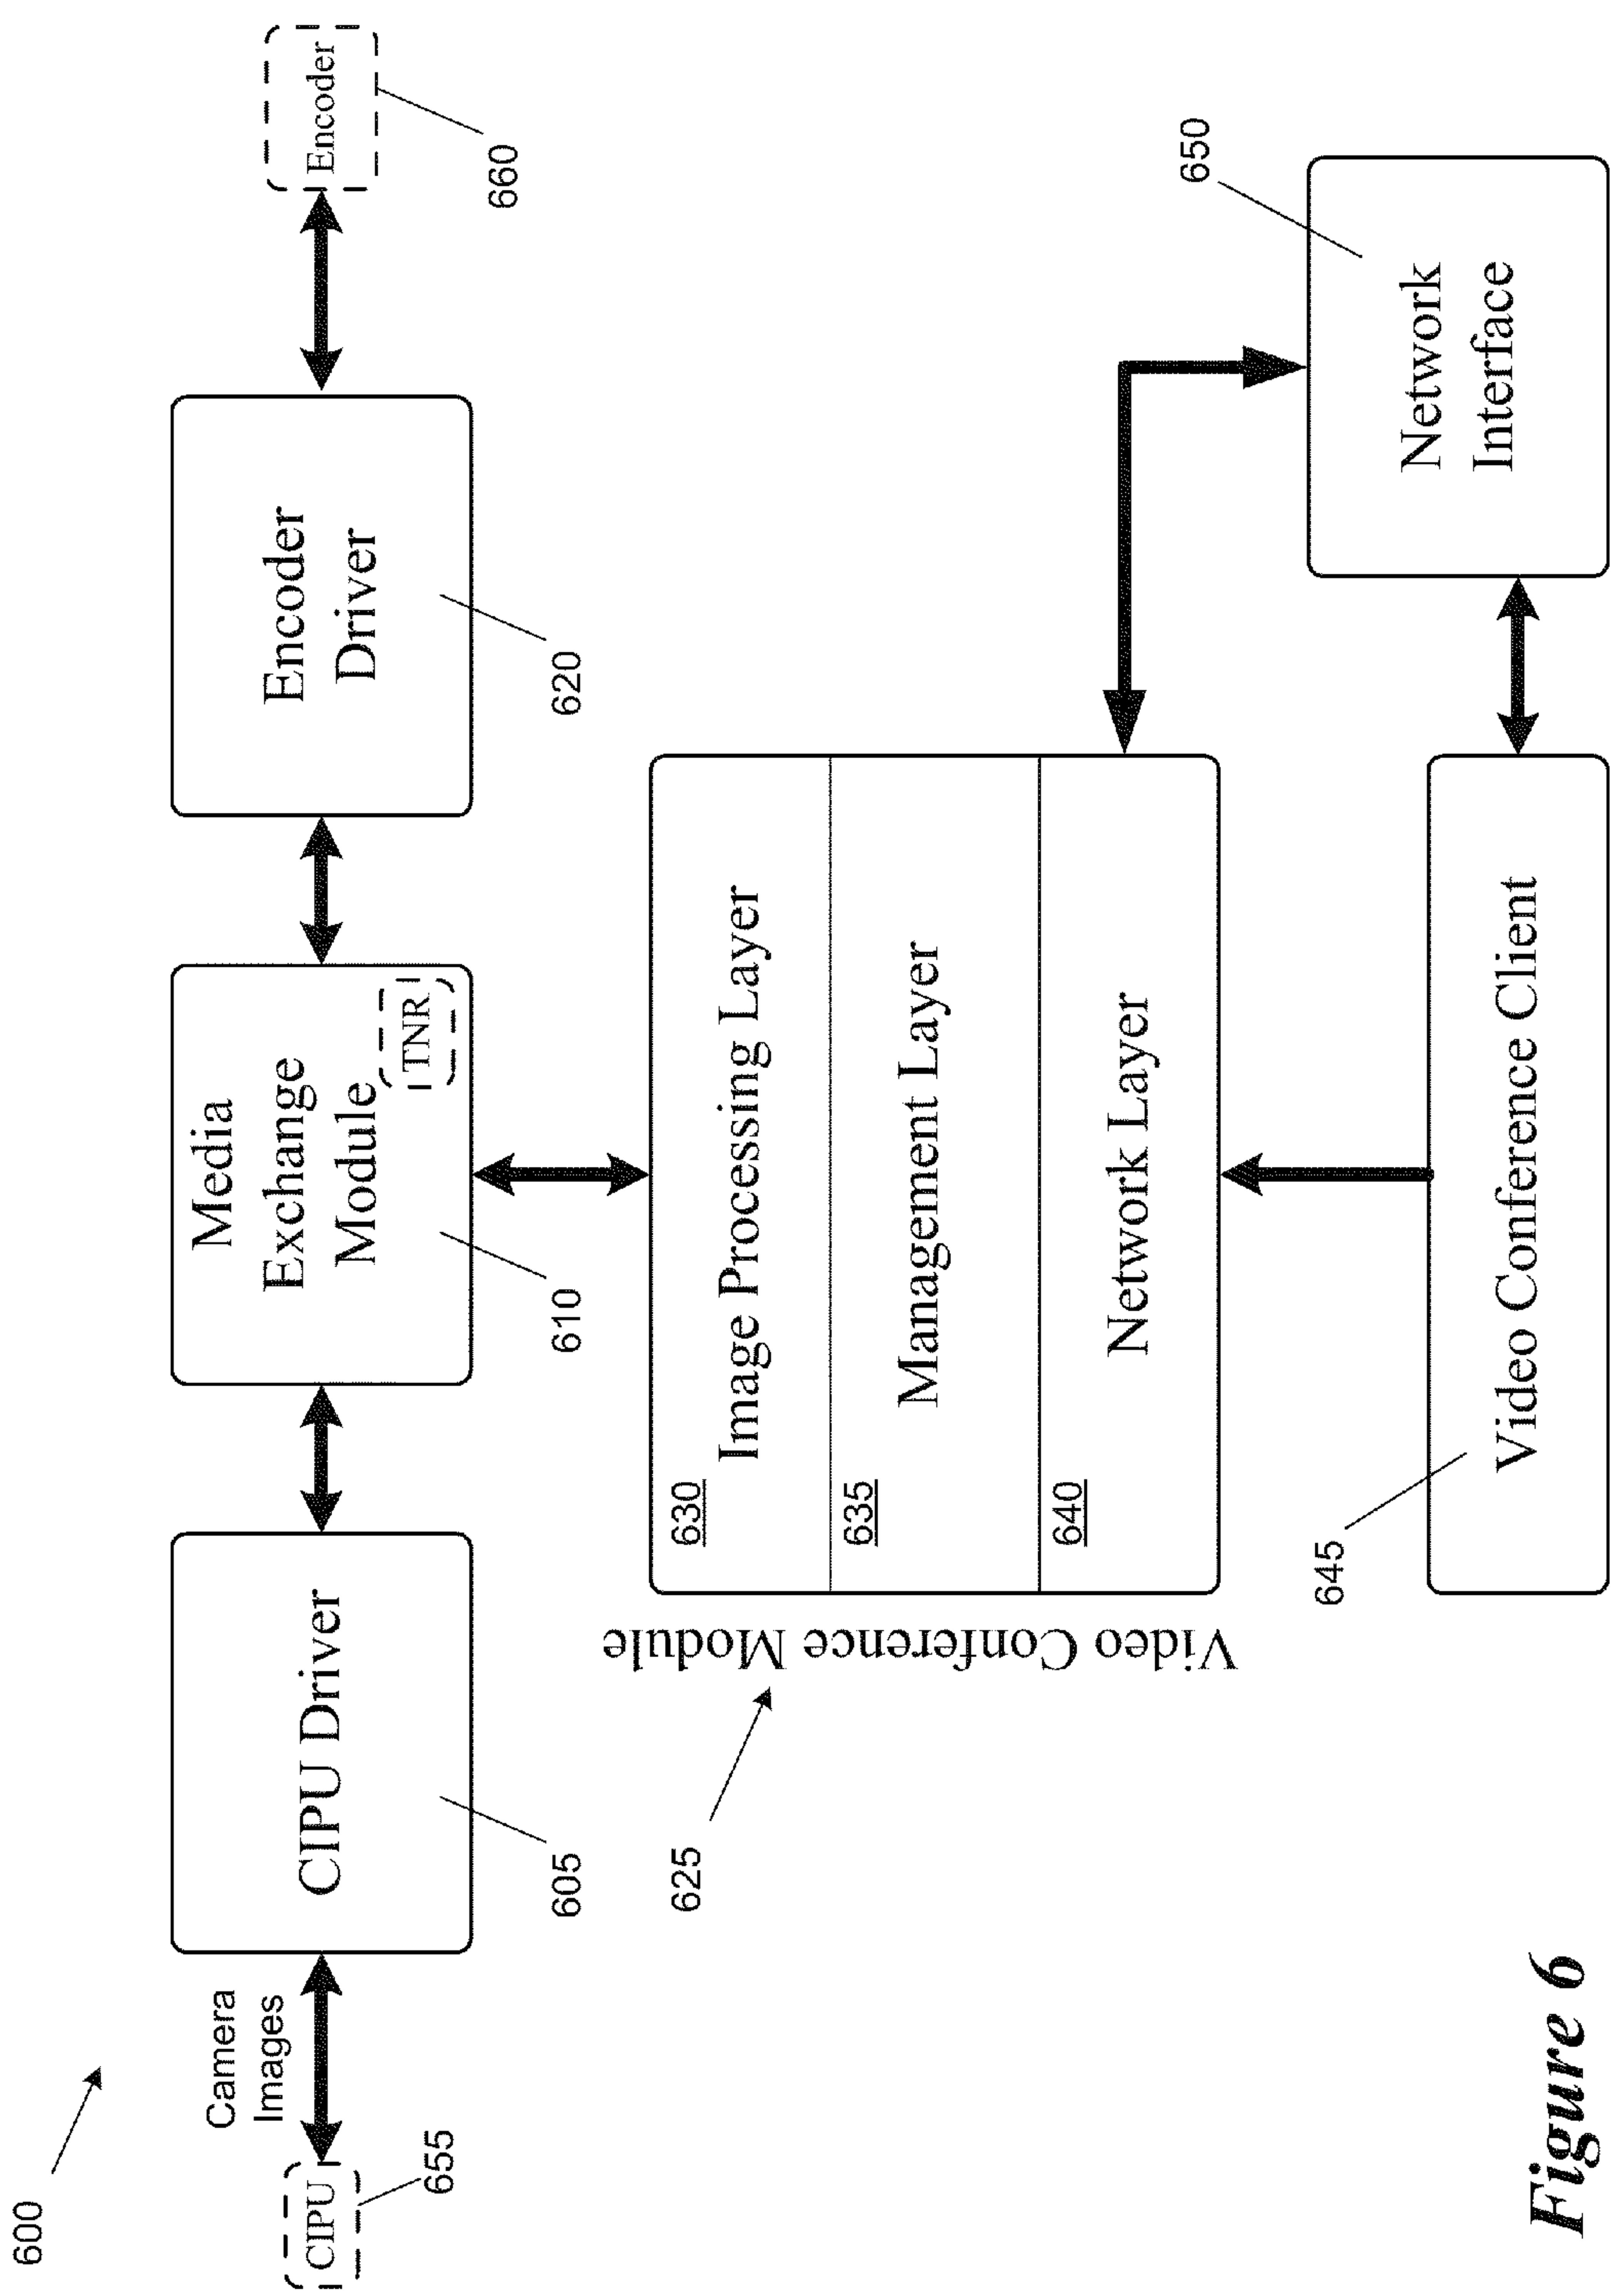 600
Camera
Images
CIPU
655
CIPU Driver
605
Media
Exchange
Module
TNR
610
Encoder
Driver
620
Encoder
660
625
Video Conference Module
630
Image Processing Layer
635
Management Layer
640
Network Layer
645
Video Conference Client
650
Network
Interface
Figure 6